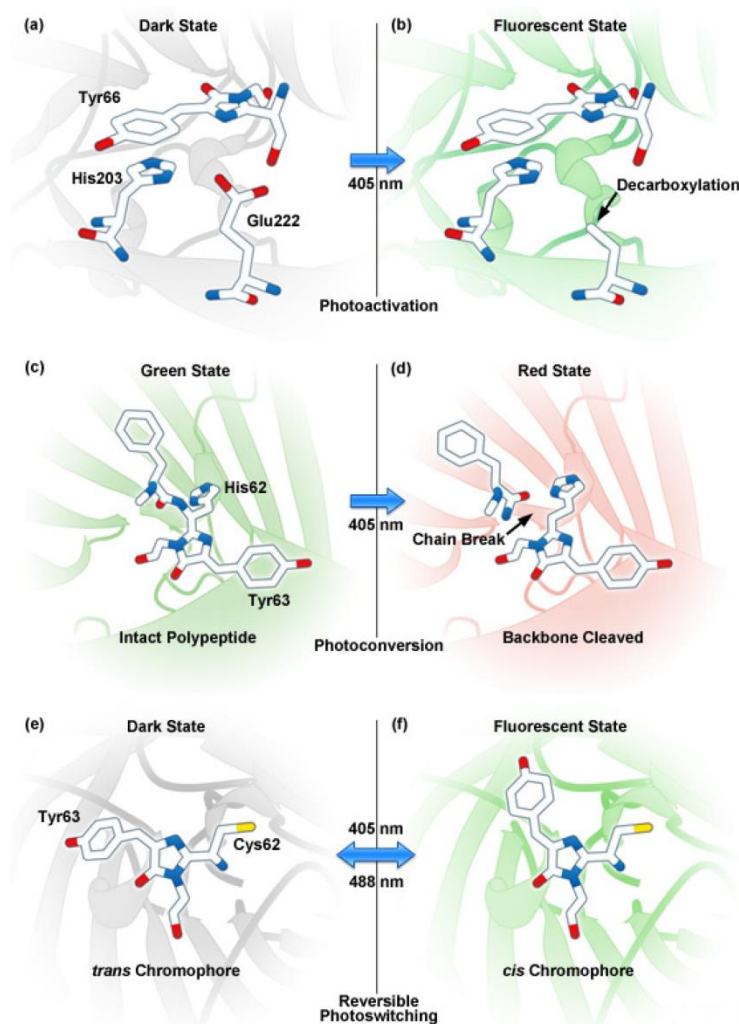 (a) Dark State
(b) Fluorescent State
Tyr66
His203
Glu222
405 nm
Decarboxylation
Photoactivation
(c) Green State
(d) Red State
His62
405 nm
Chain Break
Tyr63
Intact Polypeptide
Photoconversion
Backbone Cleaved
(e) Dark State
(f) Fluorescent State
Tyr63
Cys62
405 nm
488 nm
trans Chromophore
cis Chromophore
Reversible
Photoswitching